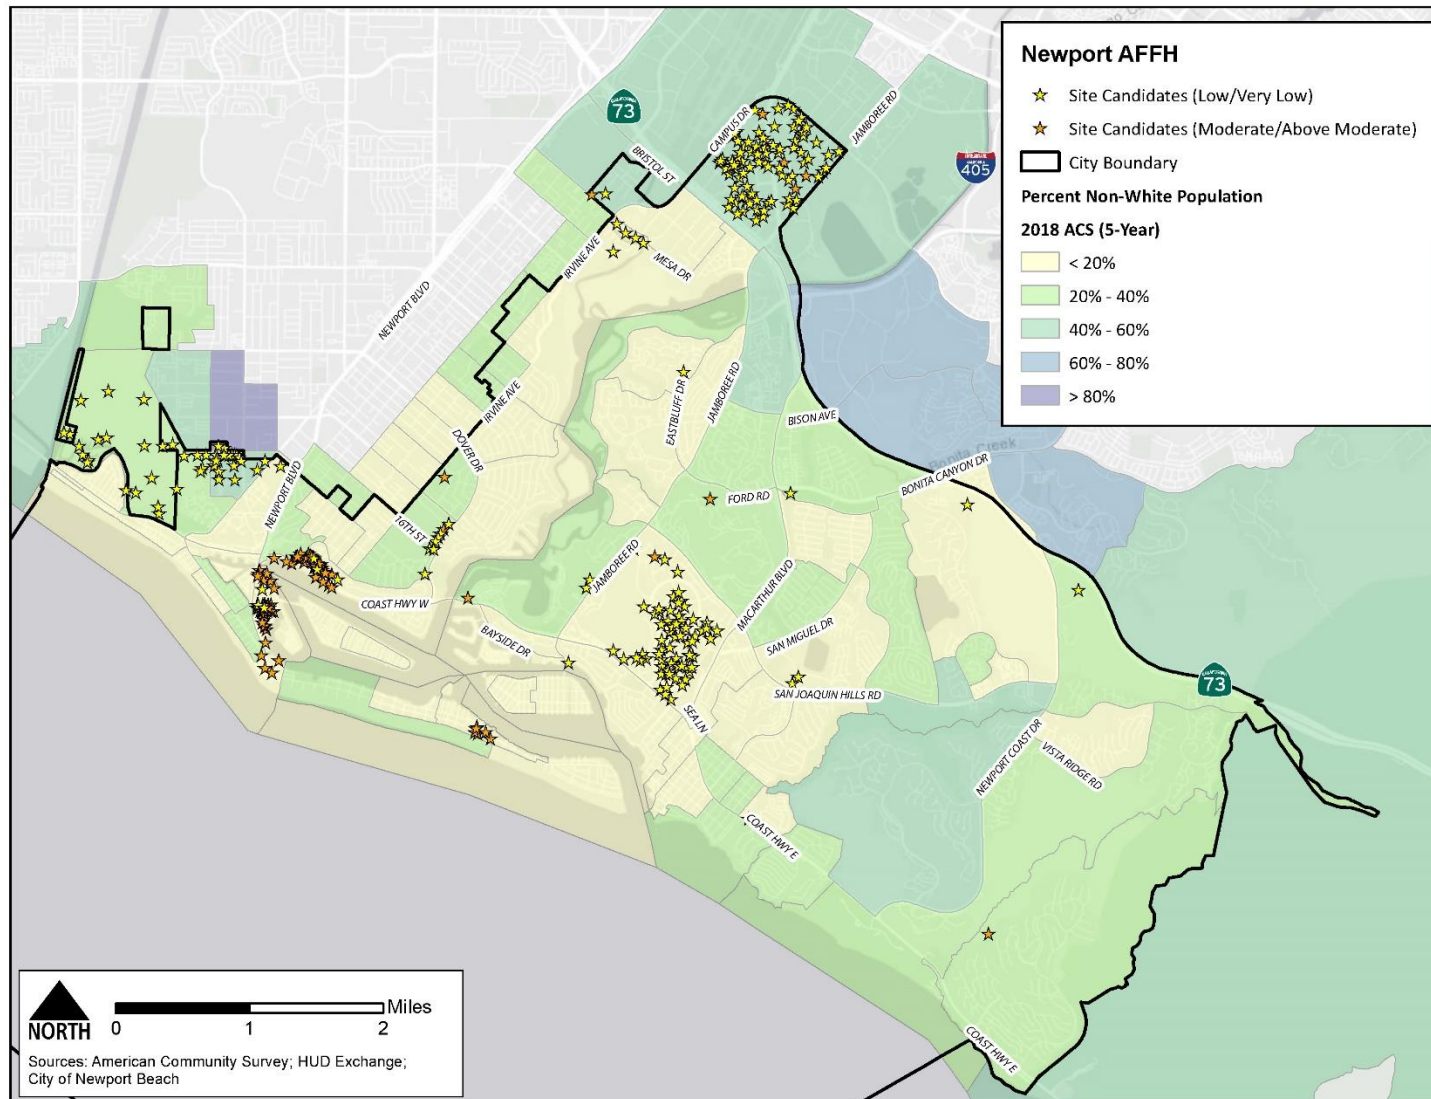 Newport AFFH
Site Candidates (Low/Very Low)
Site Candidates (Moderate/Above Moderate)
City Boundary
Percent Non-White Population
2018 ACS (5-Year)
< 20%
20% - 40%
40% - 60%
60% - 80%
> 80%
CALIFORNIA
73
CAMPUS DR
JAMBOREE RD
BRISTOL ST
CALIFORNIA
405
IRVINE AVE
MESA DR
NEWPORT BLVD
EASTBLUFF DR
JAMBOREE RD
IRVINE AVE
BISON AVE
DOVER DR
Bonita Creek
BONITA CANYON DR
NEWPORT BLVD
FORD RD
16TH ST
JAMBOREE RD
MACARTHUR BLVD
COAST HWY W
BAYSIDE DR
SAN MIGUEL DR
SAN JOAQUIN HILLS RD
CALIFORNIA
73
SEA LN
NEWPORT COAST DR
VISTA RIDGE RD
COAST HWY E
COAST HWY E
NORTH
0 1 2 Miles
Sources: American Community Survey; HUD Exchange;
City of Newport Beach